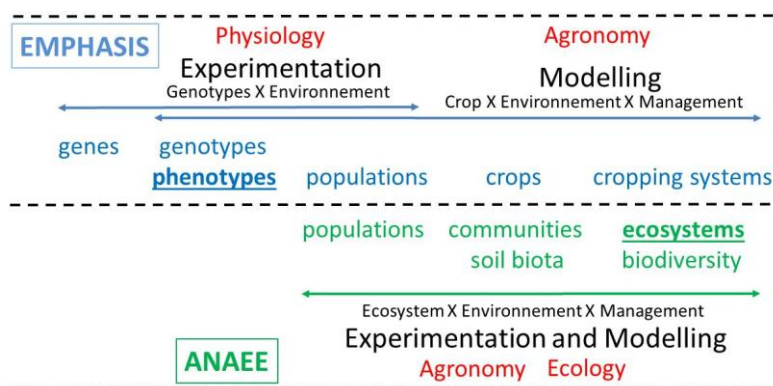 Physiology Agronomy
EMPHASIS
Experimentation Modelling
Genotypes X Environnement Crop X Environnement X Management
genes genotypes
phenotypes populations crops cropping systems
populations communities ecosystems
soil biota biodiversity
Ecosystem X Environnement X Management
Experimentation and Modelling
ANAEE
Agronomy Ecology